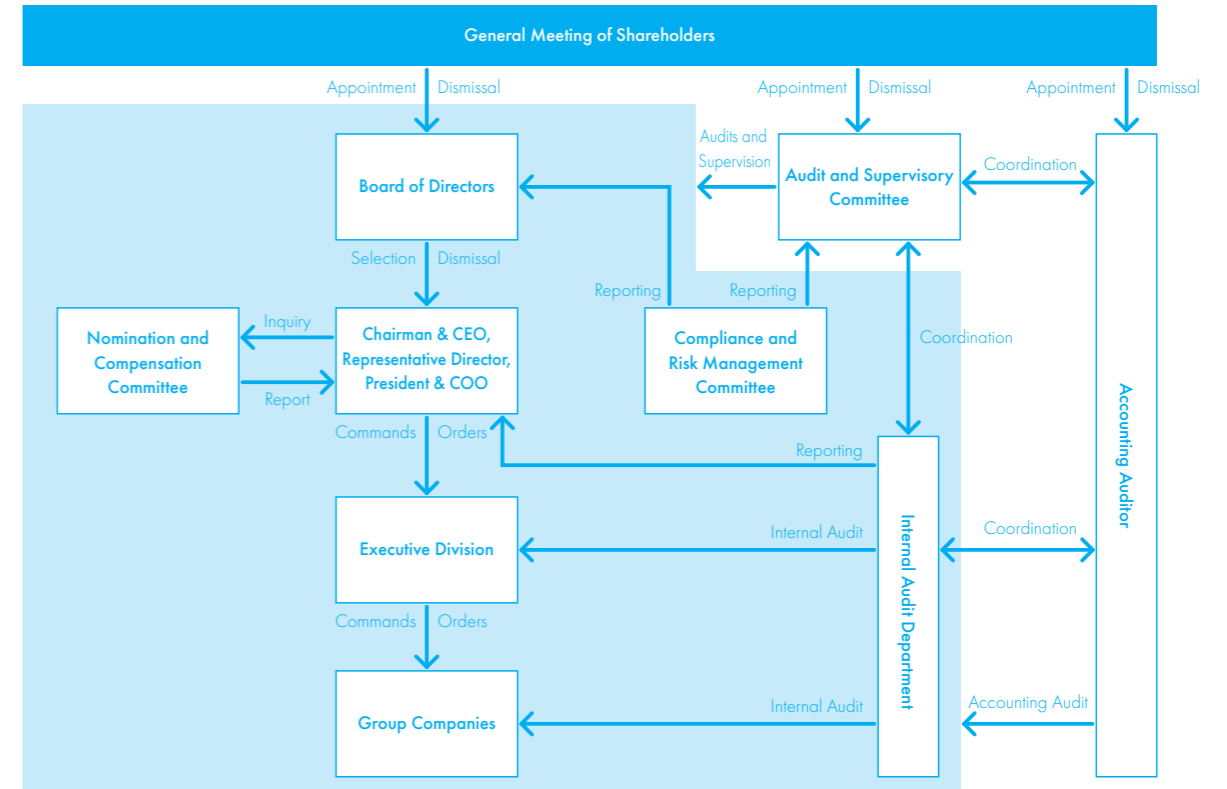 General Meeting of Shareholders
Appointment
Dismissal
Appointment
Dismissal
Appointment
Dismissal
Board of Directors
Audits and
Supervision
Audit and Supervisory
Committee
Coordination
Selection
Dismissal
Reporting
Reporting
Nomination and
Compensation
Committee
Inquiry
Report
Chairman & CEO,
Representative Director,
President & COO
Compliance and
Risk Management
Committee
Coordination
Accounting Auditor
Commands
Orders
Reporting
Executive Division
Internal Audit
Internal Audit Department
Coordination
Commands
Orders
Group Companies
Internal Audit
Accounting Audit